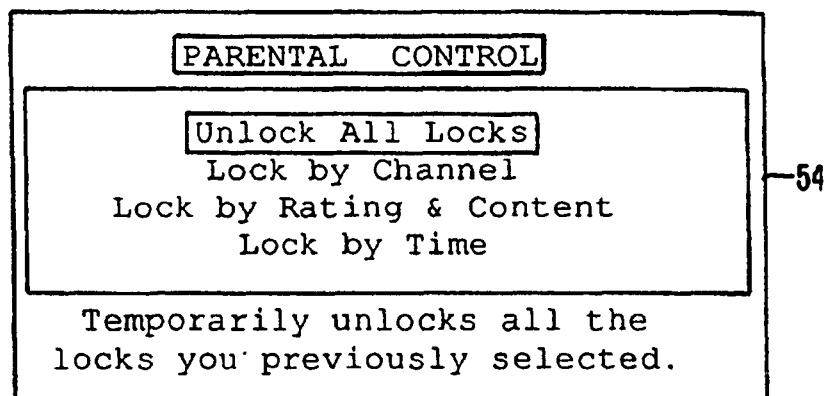 PARENTAL CONTROL
Unlock All Locks
Lock by Channel
Lock by Rating & Content
Lock by Time
Temporarily unlocks all the
locks you previously selected.
54